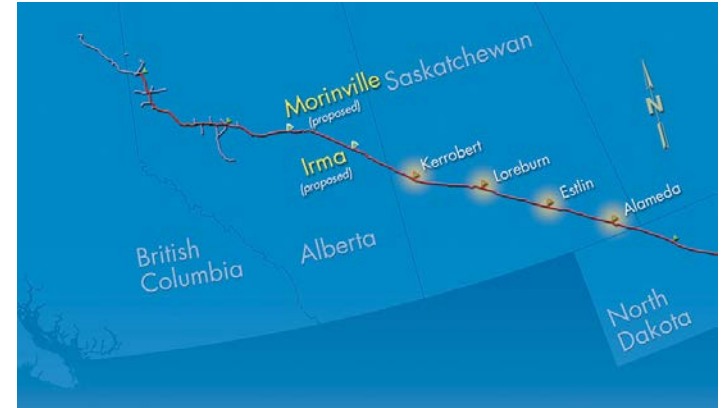 Morinville
(proposed)
Saskatchewan
N
Irma
(proposed)
Kerrobert
Loreburn
Estlin
Alameda
British
Columbia
Alberta
North
Dakota